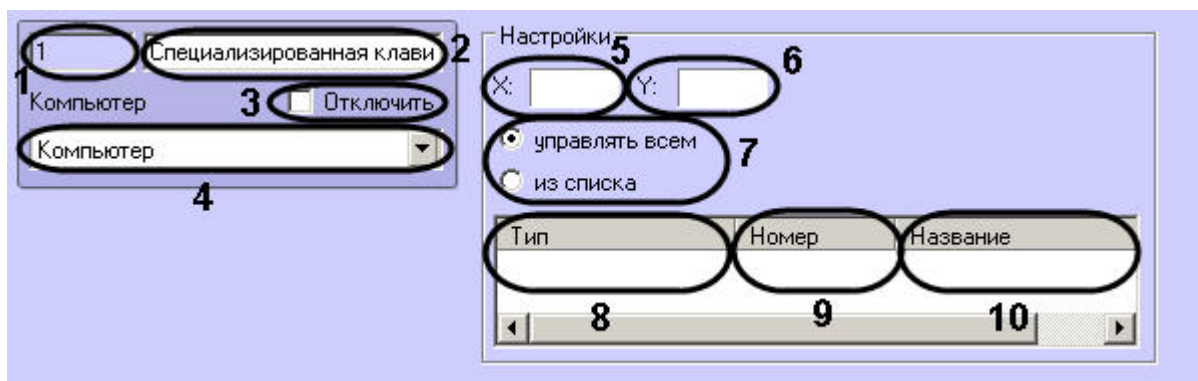 1 Специализированная клави 2
1 Компьютер 3 Отключить
Компьютер
4
Настройки
5 6
X: Y:
управлять всем
7
из списка
Тип Номер Название
8 9 10